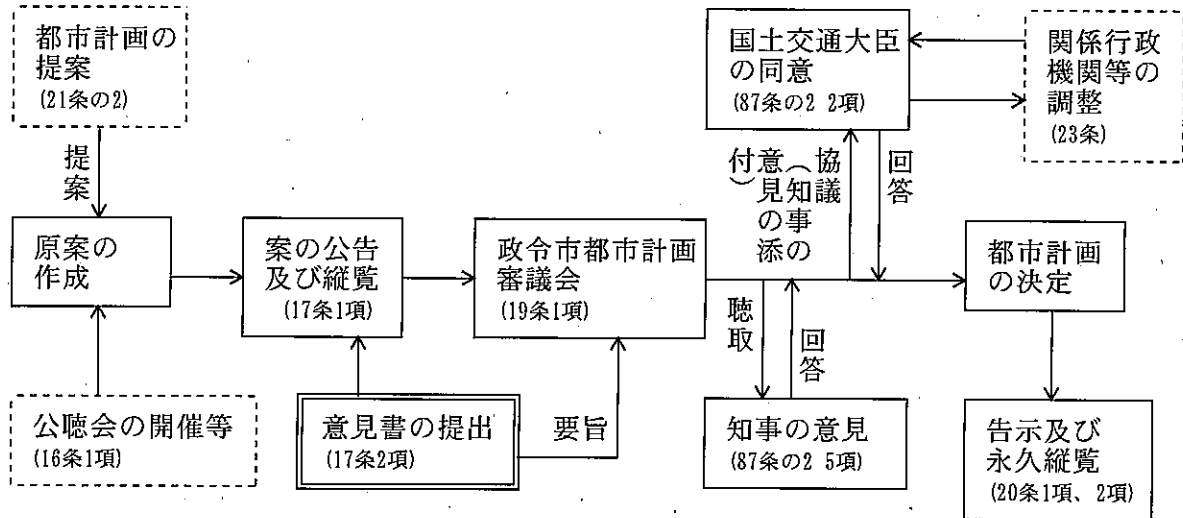 都市計画の
提案
(21条の2)
提案
原案の
作成
公聴会の開催等
(16条1項)
案の公告
及び縦覧
(17条1項)
意見書の提出
(17条2項)
要旨
政令市都市計画
審議会
(19条1項)
聴取
回答
知事の意見
(87条の2 5項)
協議
（知事の
意見の添
付）
回答
国土交通大臣
の同意
(87条の2 2項)
関係行政
機関等の
調整
(23条)
都市計画
の決定
告示及び
永久縦覧
(20条1項、2項)